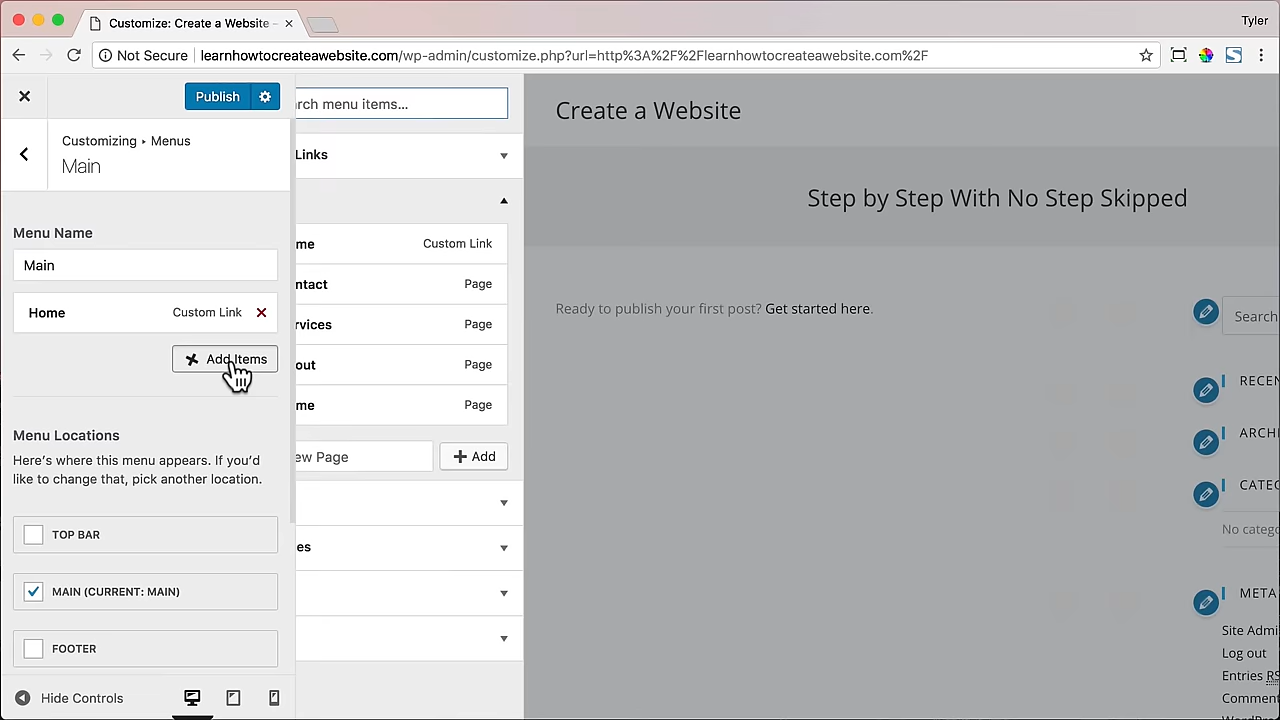 Customize: Create a Website –
Tyler
Not Secure
learnhowtocreateawebsite.com/wp-admin/customize.php?url=http%3A%2F%2Flearnhowtocreateawebsite.com%2F
Publish
Customizing ▸ Menus
Main
Menu Name
Main
Home Custom Link
Add Items
Menu Locations
Here's where this menu appears. If you'd
like to change that, pick another location.
TOP BAR
MAIN (CURRENT: MAIN)
FOOTER
Hide Controls
rch menu items...
Links
me Custom Link
ntact Page
rvices Page
out Page
me Page
ew Page
Add
es
Create a Website
Step by Step With No Step Skipped
Ready to publish your first post? Get started here.
Search
RECEN
ARCHI
CATEG
No catego
META
Site Admi
Log out
Entries RS
Comment